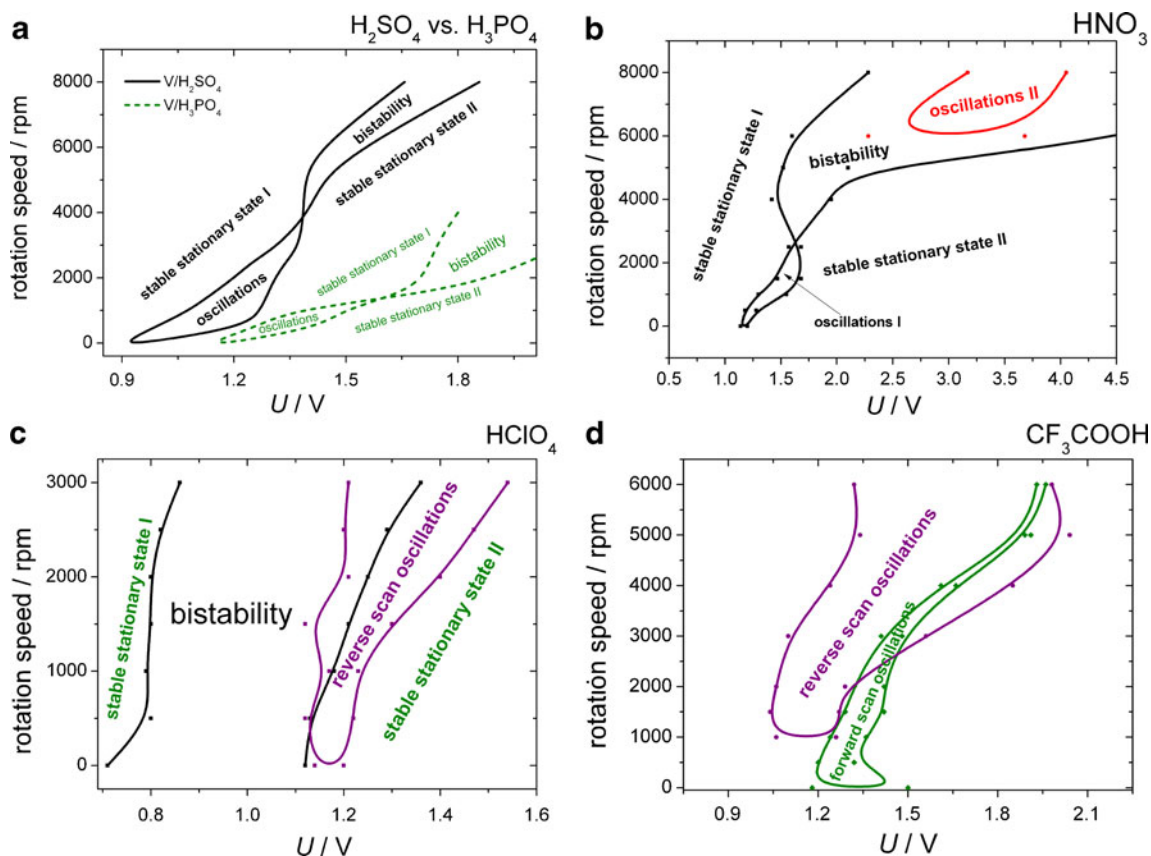 a
H₂SO₄ vs. H₃PO₄
V/H₂SO₄
V/H₃PO₄
8000
6000
4000
2000
0
rotation speed / rpm
stable stationary state I
oscillations
bistability
stable stationary state II
stable stationary state I
oscillations
bistability
stable stationary state II
0.9 1.2 1.5 1.8
U / V
b
HNO₃
8000
6000
4000
2000
0
rotation speed / rpm
stable stationary state I
oscillations II
bistability
stable stationary state II
oscillations I
0.5 1.0 1.5 2.0 2.5 3.0 3.5 4.0 4.5
U / V
c
HClO₄
3000
2000
1000
0
rotation speed / rpm
stable stationary state I
bistability
reverse scan oscillations
stable stationary state II
0.8 1.0 1.2 1.4 1.6
U / V
d
CF₃COOH
6000
5000
4000
3000
2000
1000
0
rotation speed / rpm
reverse scan oscillations
forward scan oscillations
0.9 1.2 1.5 1.8 2.1
U / V